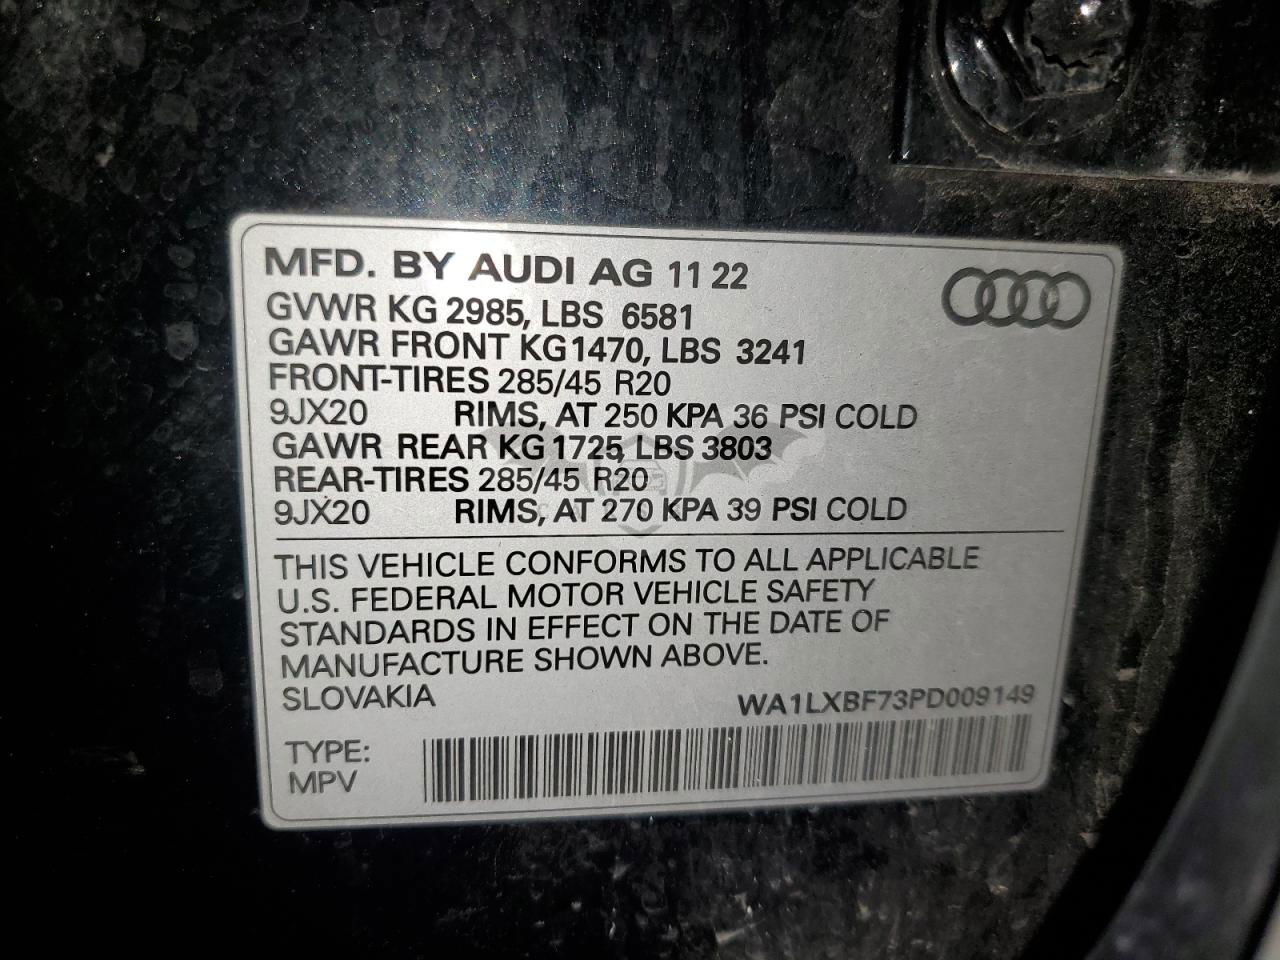 MFD. BY AUDI AG 11 22
GVWR KG 2985, LBS 6581
GAWR FRONT KG 1470, LBS 3241
FRONT-TIRES 285/45 R20
9JX20 RIMS, AT 250 KPA 36 PSI COLD
GAWR REAR KG 1725, LBS 3803
REAR-TIRES 285/45 R20
9JX20 RIMS, AT 270 KPA 39 PSI COLD
THIS VEHICLE CONFORMS TO ALL APPLICABLE
U.S. FEDERAL MOTOR VEHICLE SAFETY
STANDARDS IN EFFECT ON THE DATE OF
MANUFACTURE SHOWN ABOVE.
SLOVAKIA
WA1LXBF73PD009149
TYPE:
MPV